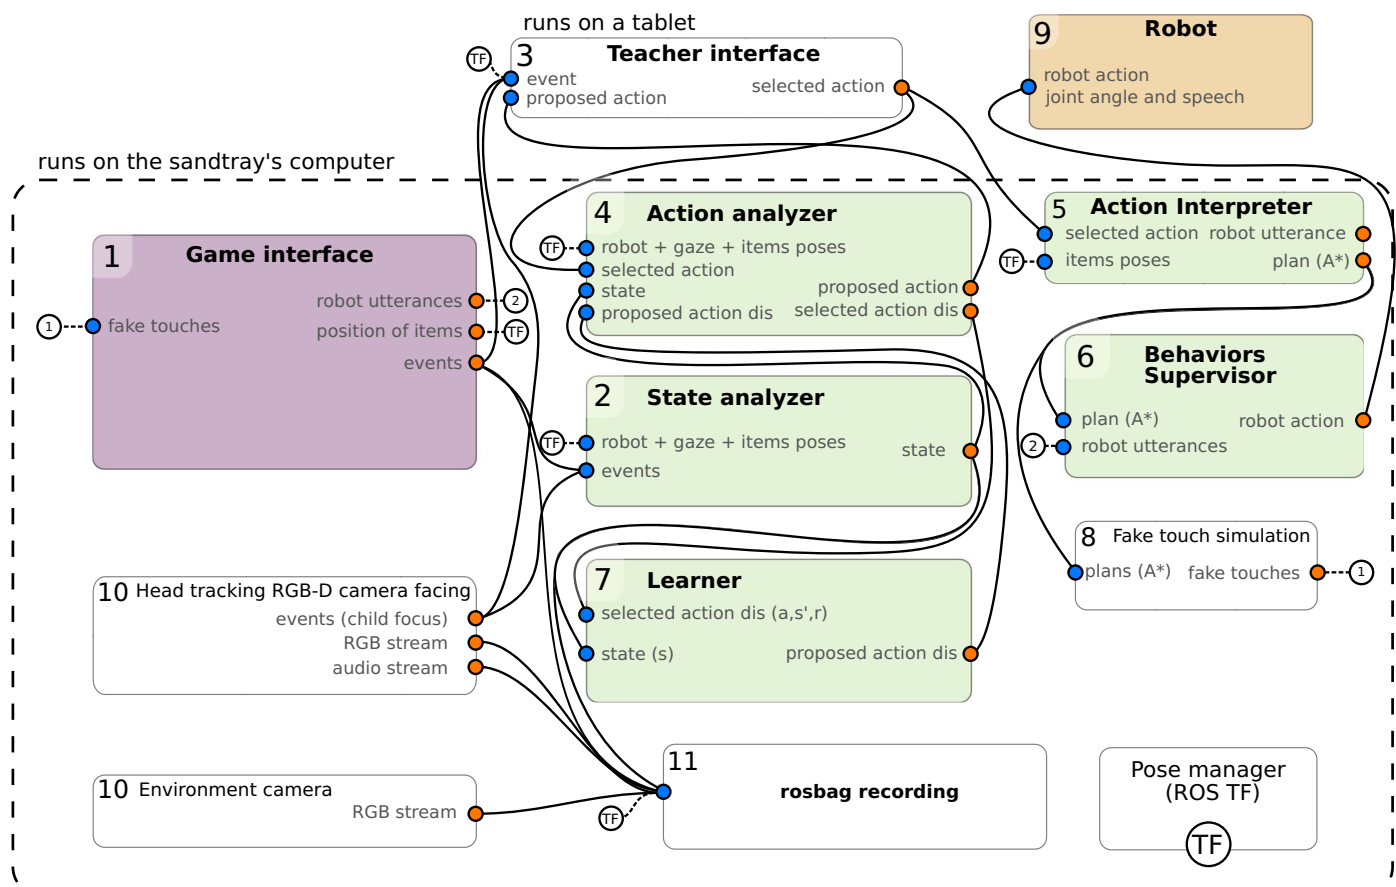 runs on a tablet
3
Teacher interface
TF
event
proposed action
selected action
9
Robot
robot action
joint angle and speech
runs on the sandtray's computer
1
Game interface
robot utterances
2
position of items
TF
events
1
fake touches
4
Action analyzer
TF
robot + gaze + items poses
selected action
state
proposed action dis
proposed action
selected action dis
5
Action Interpreter
selected action
robot utterance
TF
items poses
plan (A*)
6
Behaviors
Supervisor
plan (A*)
robot action
2
robot utterances
2
State analyzer
TF
robot + gaze + items poses
events
state
8
Fake touch simulation
plans (A*)
fake touches
1
7
Learner
selected action dis (a,s',r)
state (s)
proposed action dis
10
Head tracking RGB-D camera facing
events (child focus)
RGB stream
audio stream
10
Environment camera
RGB stream
11
rosbag recording
TF
Pose manager
(ROS TF)
TF